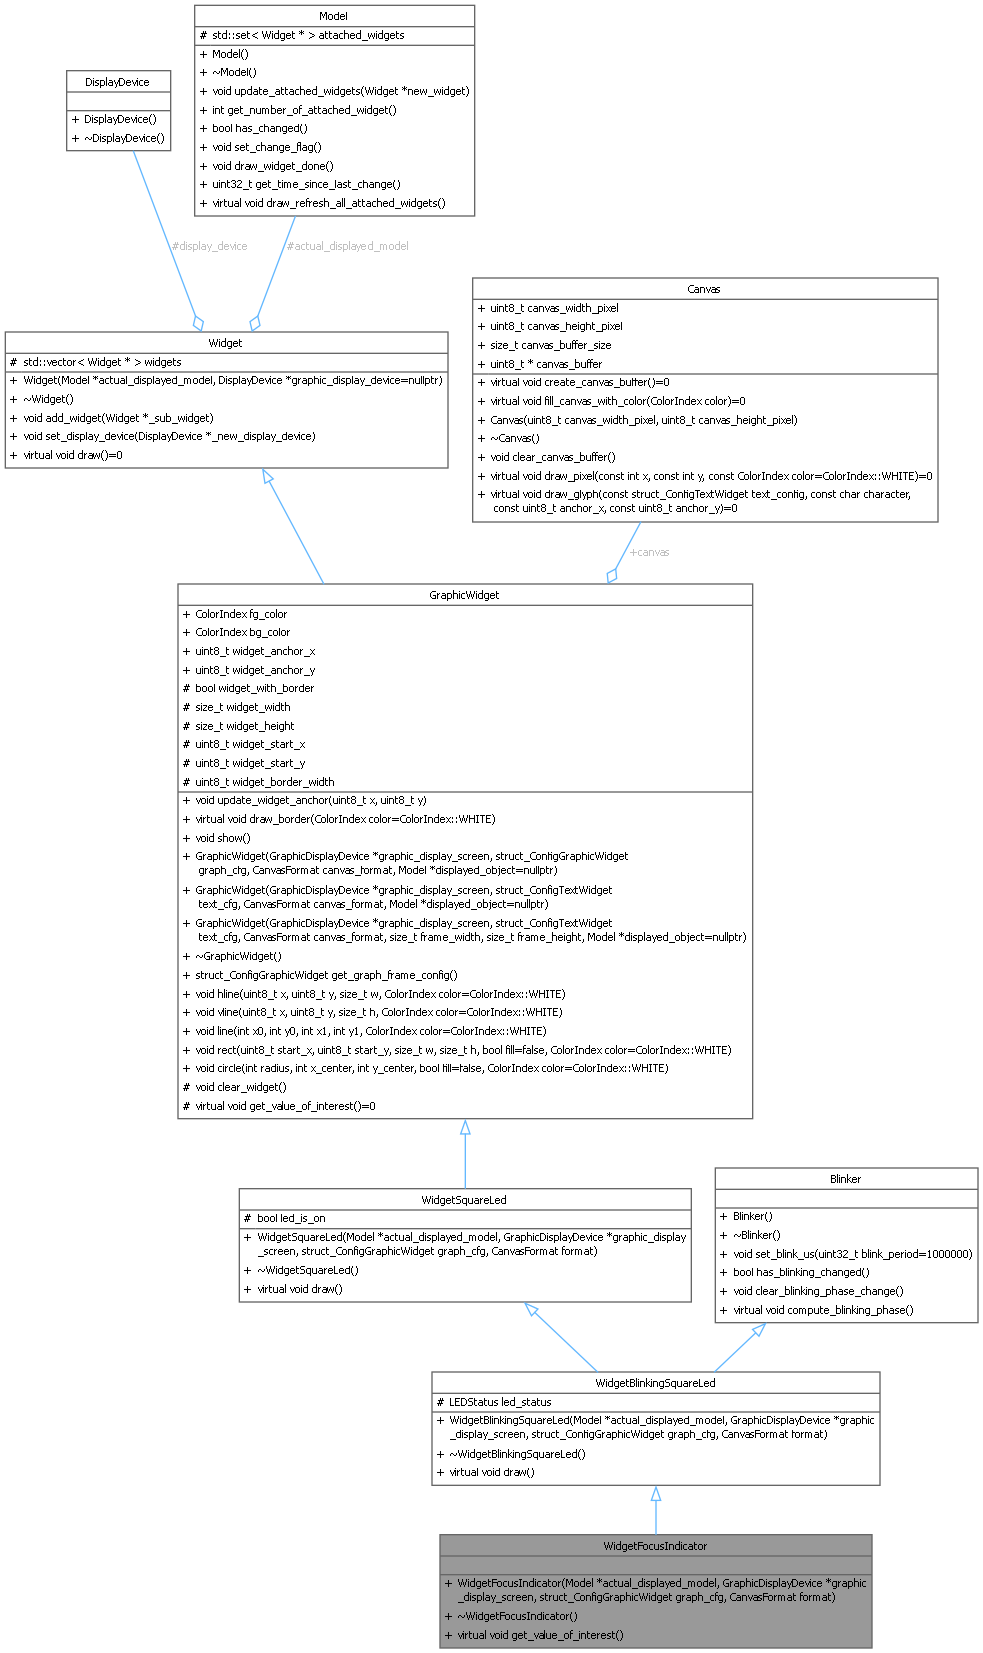 Model
# std::set< Widget * > attached_widgets
+ Model()
+ ~Model()
+ void update_attached_widgets(Widget *new_widget)
+ int get_number_of_attached_widget()
+ bool has_changed()
+ void set_change_flag()
+ void draw_widget_done()
+ uint32_t get_time_since_last_change()
+ virtual void draw_refresh_all_attached_widgets()
DisplayDevice
+ DisplayDevice()
+ ~DisplayDevice()
#display_device
#actual_displayed_model
Widget
# std::vector< Widget * > widgets
+ Widget(Model *actual_displayed_model, DisplayDevice *graphic_display_device=nullptr)
+ ~Widget()
+ void add_widget(Widget *_sub_widget)
+ void set_display_device(DisplayDevice *_new_display_device)
+ virtual void draw()=0
Canvas
+ uint8_t canvas_width_pixel
+ uint8_t canvas_height_pixel
+ size_t canvas_buffer_size
+ uint8_t * canvas_buffer
+ virtual void create_canvas_buffer()=0
+ virtual void fill_canvas_with_color(ColorIndex color)=0
+ Canvas(uint8_t canvas_width_pixel, uint8_t canvas_height_pixel)
+ ~Canvas()
+ void clear_canvas_buffer()
+ virtual void draw_pixel(const int x, const int y, const ColorIndex color=ColorIndex::WHITE)=0
+ virtual void draw_glyph(const struct_ConfigTextWidget text_config, const char character,
const uint8_t anchor_x, const uint8_t anchor_y)=0
+canvas
GraphicWidget
+ ColorIndex fg_color
+ ColorIndex bg_color
+ uint8_t widget_anchor_x
+ uint8_t widget_anchor_y
# bool widget_with_border
# size_t widget_width
# size_t widget_height
# uint8_t widget_start_x
# uint8_t widget_start_y
# uint8_t widget_border_width
+ void update_widget_anchor(uint8_t x, uint8_t y)
+ virtual void draw_border(ColorIndex color=ColorIndex::WHITE)
+ void show()
+ GraphicWidget(GraphicDisplayDevice *graphic_display_screen, struct_ConfigGraphicWidget
graph_cfg, CanvasFormat canvas_format, Model *displayed_object=nullptr)
+ GraphicWidget(GraphicDisplayDevice *graphic_display_screen, struct_ConfigTextWidget
text_cfg, CanvasFormat canvas_format, Model *displayed_object=nullptr)
+ GraphicWidget(GraphicDisplayDevice *graphic_display_screen, struct_ConfigTextWidget
text_cfg, CanvasFormat canvas_format, size_t frame_width, size_t frame_height, Model *displayed_object=nullptr)
+ ~GraphicWidget()
+ struct_ConfigGraphicWidget get_graph_frame_config()
+ void hline(uint8_t x, uint8_t y, size_t w, ColorIndex color=ColorIndex::WHITE)
+ void vline(uint8_t x, uint8_t y, size_t h, ColorIndex color=ColorIndex::WHITE)
+ void line(int x0, int y0, int x1, int y1, ColorIndex color=ColorIndex::WHITE)
+ void rect(uint8_t start_x, uint8_t start_y, size_t w, size_t h, bool fill=false, ColorIndex color=ColorIndex::WHITE)
+ void circle(int radius, int x_center, int y_center, bool fill=false, ColorIndex color=ColorIndex::WHITE)
# void clear_widget()
# virtual void get_value_of_interest()=0
WidgetSquareLed
# bool led_is_on
+ WidgetSquareLed(Model *actual_displayed_model, GraphicDisplayDevice *graphic_display
_screen, struct_ConfigGraphicWidget graph_cfg, CanvasFormat format)
+ ~WidgetSquareLed()
+ virtual void draw()
Blinker
+ Blinker()
+ ~Blinker()
+ void set_blink_us(uint32_t blink_period=1000000)
+ bool has_blinking_changed()
+ void clear_blinking_phase_change()
+ virtual void compute_blinking_phase()
WidgetBlinkingSquareLed
# LEDStatus led_status
+ WidgetBlinkingSquareLed(Model *actual_displayed_model, GraphicDisplayDevice *graphic
_display_screen, struct_ConfigGraphicWidget graph_cfg, CanvasFormat format)
+ ~WidgetBlinkingSquareLed()
+ virtual void draw()
WidgetFocusIndicator
+ WidgetFocusIndicator(Model *actual_displayed_model, GraphicDisplayDevice *graphic
_display_screen, struct_ConfigGraphicWidget graph_cfg, CanvasFormat format)
+ ~WidgetFocusIndicator()
+ virtual void get_value_of_interest()